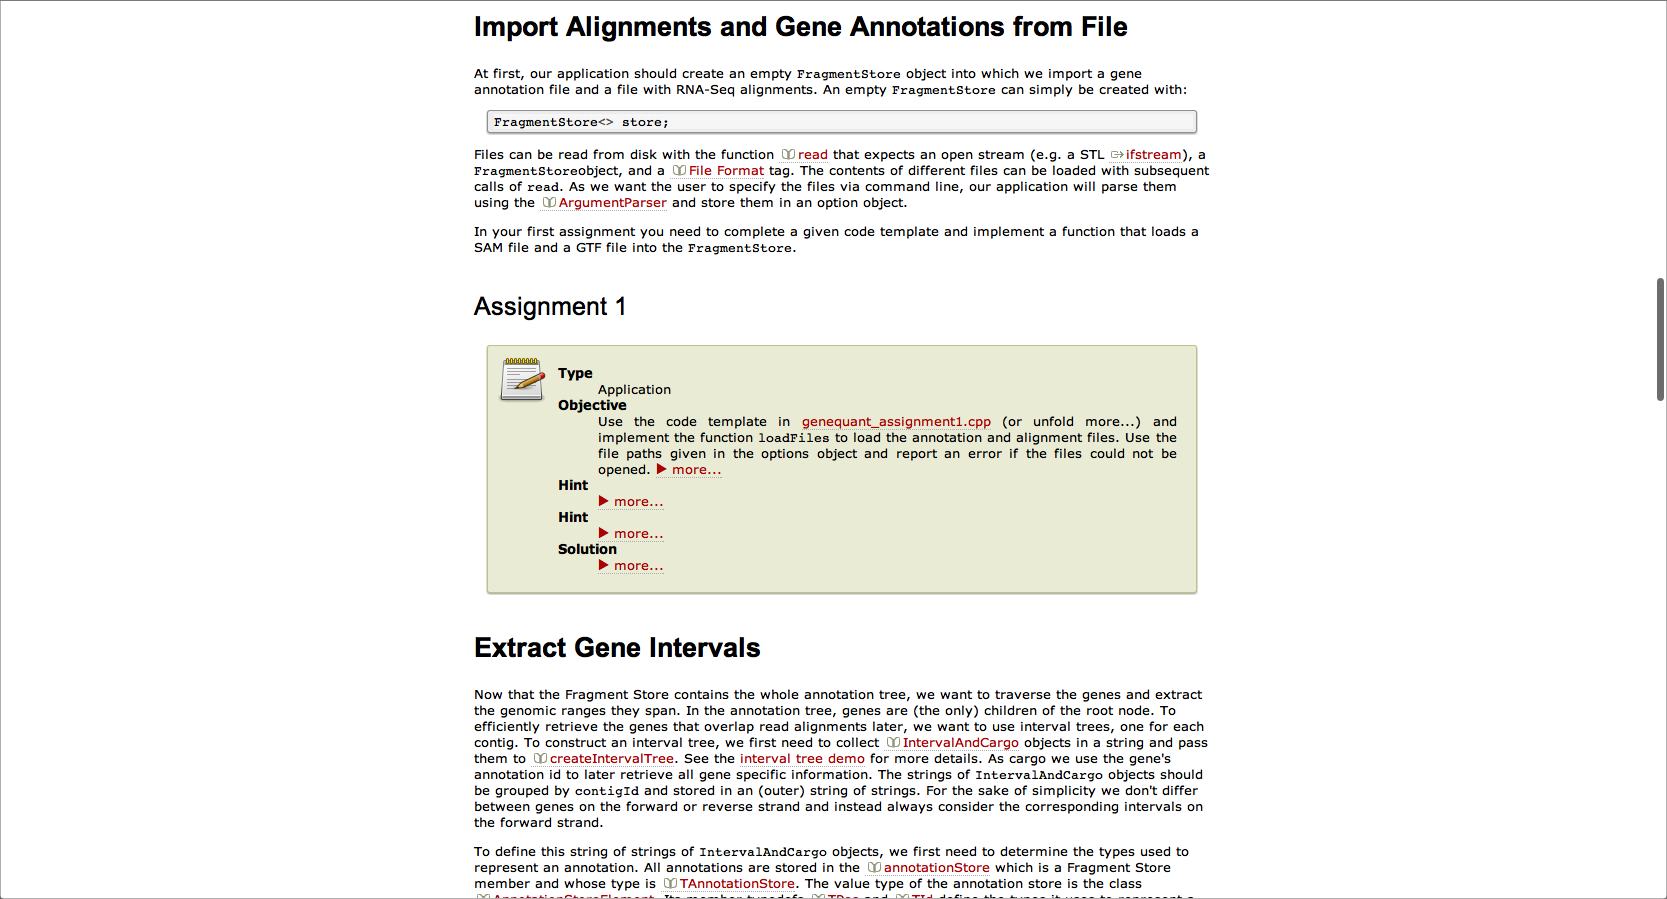 Import Alignments and Gene Annotations from File
At first, our application should create an empty FragmentStore object into which we import a gene
annotation file and a file with RNA-Seq alignments. An empty FragmentStore can simply be created with:
FragmentStore<> store;
Files can be read from disk with the function read that expects an open stream (e.g. a STL ifstream), a
FragmentStoreobject, and a File Format tag. The contents of different files can be loaded with subsequent
calls of read. As we want the user to specify the files via command line, our application will parse them
using the ArgumentParser and store them in an option object.
In your first assignment you need to complete a given code template and implement a function that loads a
SAM file and a GTF file into the FragmentStore.
Assignment 1
Type
Application
Objective
Use the code template in genequant_assignment1.cpp (or unfold more...) and
implement the function loadFiles to load the annotation and alignment files. Use the
file paths given in the options object and report an error if the files could not be
opened. ▶ more...
Hint
▶ more...
Hint
▶ more...
Solution
▶ more...
Extract Gene Intervals
Now that the Fragment Store contains the whole annotation tree, we want to traverse the genes and extract
the genomic ranges they span. In the annotation tree, genes are (the only) children of the root node. To
efficiently retrieve the genes that overlap read alignments later, we want to use interval trees, one for each
contig. To construct an interval tree, we first need to collect IntervalAndCargo objects in a string and pass
them to createIntervalTree. See the interval tree demo for more details. As cargo we use the gene's
annotation id to later retrieve all gene specific information. The strings of IntervalAndCargo objects should
be grouped by contigId and stored in an (outer) string of strings. For the sake of simplicity we don't differ
between genes on the forward or reverse strand and instead always consider the corresponding intervals on
the forward strand.
To define this string of strings of IntervalAndCargo objects, we first need to determine the types used to
represent an annotation. All annotations are stored in the annotationStore which is a Fragment Store
member and whose type is TAnnotationStore. The value type of the annotation store is the class
AnnotationStoreElement. Its member typedefs TPos and TId define the types it uses to represent a